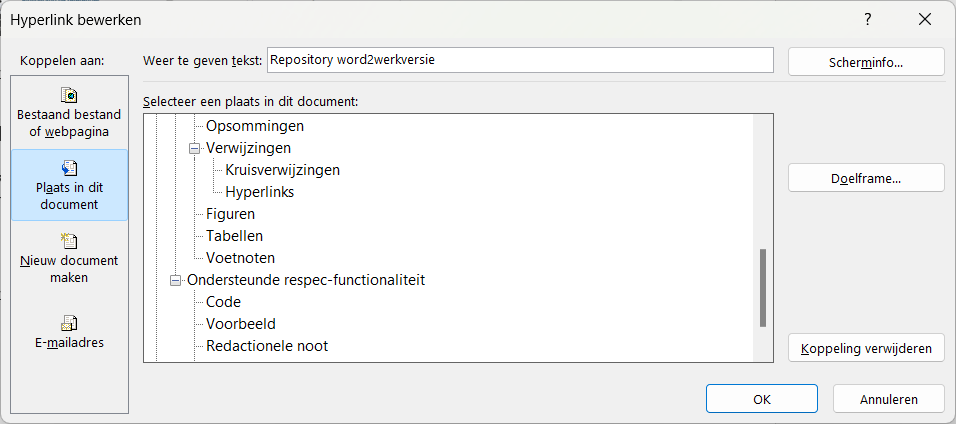 Hyperlink bewerken
?
Koppelen aan:
Weer te geven tekst:
Repository word2werkversie
Scherminfo...
Bestaand bestand
of webpagina
Plaats in dit
document
Nieuw document
maken
E-mailadres
Selecteer een plaats in dit document:
Opsommingen
Verwijzingen
Kruisverwijzingen
Hyperlinks
Figuren
Tabellen
Voetnoten
Ondersteunde respec-functionaliteit
Code
Voorbeeld
Redactionele noot
Doelframe...
Koppeling verwijderen
OK
Annuleren